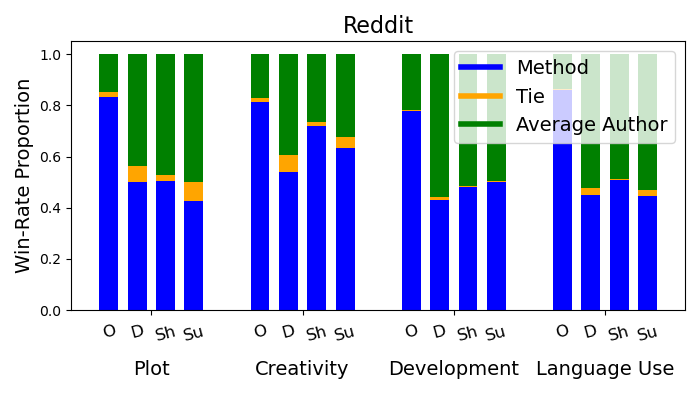 Reddit
Win-Rate Proportion
1.0
0.8
0.6
0.4
0.2
0.0
Method
Tie
Average Author
O D Sh Su O D Sh Su O D Sh Su O D Sh Su
Plot Creativity Development Language Use